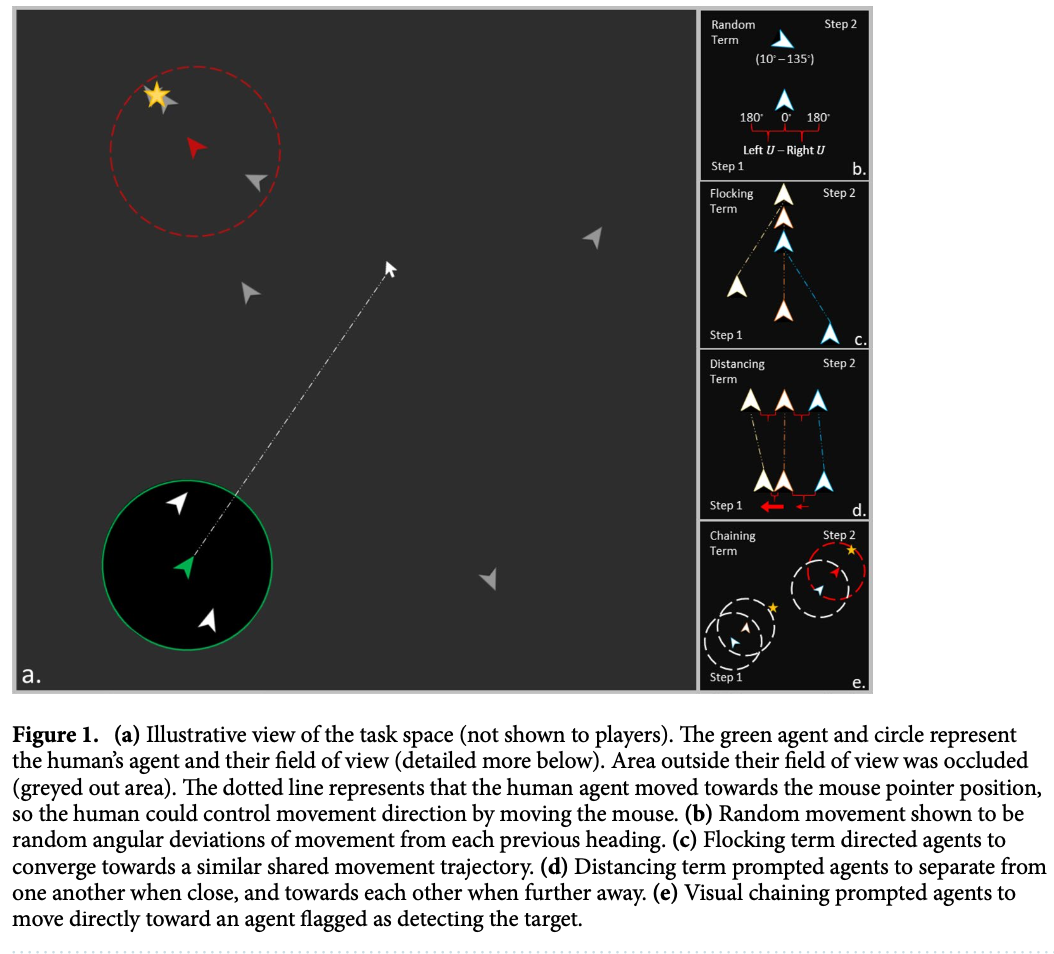 Random Step 2
Term
(10° – 135°)
180° 0° 180°
Left U – Right U
Step 1
b.
Flocking Step 2
Term
Step 1
c.
Distancing Step 2
Term
Step 1
d.
Chaining Step 2
Term
Step 1
e.
a.
Figure 1. (a) Illustrative view of the task space (not shown to players). The green agent and circle represent
the human's agent and their field of view (detailed more below). Area outside their field of view was occluded
(greyed out area). The dotted line represents that the human agent moved towards the mouse pointer position,
so the human could control movement direction by moving the mouse. (b) Random movement shown to be
random angular deviations of movement from each previous heading. (c) Flocking term directed agents to
converge towards a similar shared movement trajectory. (d) Distancing term prompted agents to separate from
one another when close, and towards each other when further away. (e) Visual chaining prompted agents to
move directly toward an agent flagged as detecting the target.